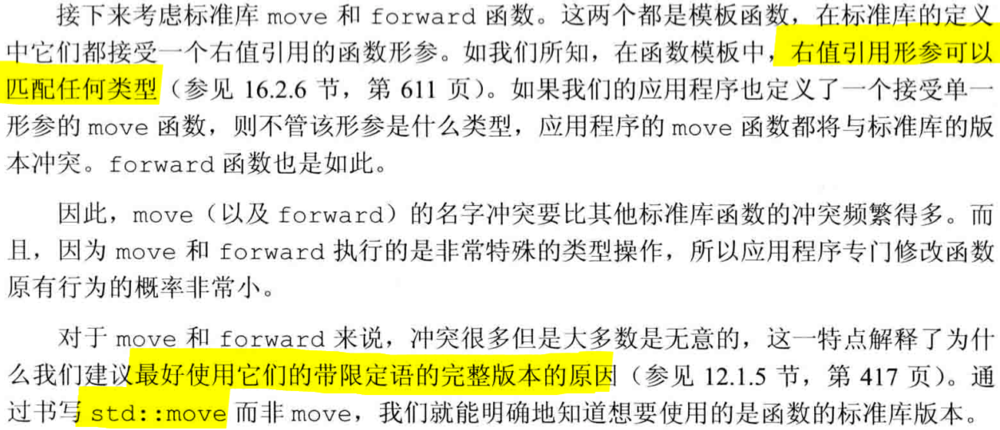 接下来考虑标准库 move 和 forward 函数。这两个都是模板函数，在标准库的定义
中它们都接受一个右值引用的函数形参。如我们所知，在函数模板中，右值引用形参可以
匹配任何类型（参见 16.2.6 节，第 611 页）。如果我们的应用程序也定义了一个接受单一
形参的 move 函数，则不管该形参是什么类型，应用程序的 move 函数都将与标准库的版
本冲突。forward 函数也是如此。
因此，move（以及 forward）的名字冲突要比其他标准库函数的冲突频繁得多。而
且，因为 move 和 forward 执行的是非常特殊的类型操作，所以应用程序专门修改函数
原有行为的概率非常小。
对于 move 和 forward 来说，冲突很多但是大多数是无意的，这一特点解释了为什
么我们建议最好使用它们的带限定语的完整版本的原因（参见 12.1.5 节，第 417 页）。通
过书写 std::move 而非 move，我们就能明确地知道想要使用的是函数的标准库版本。